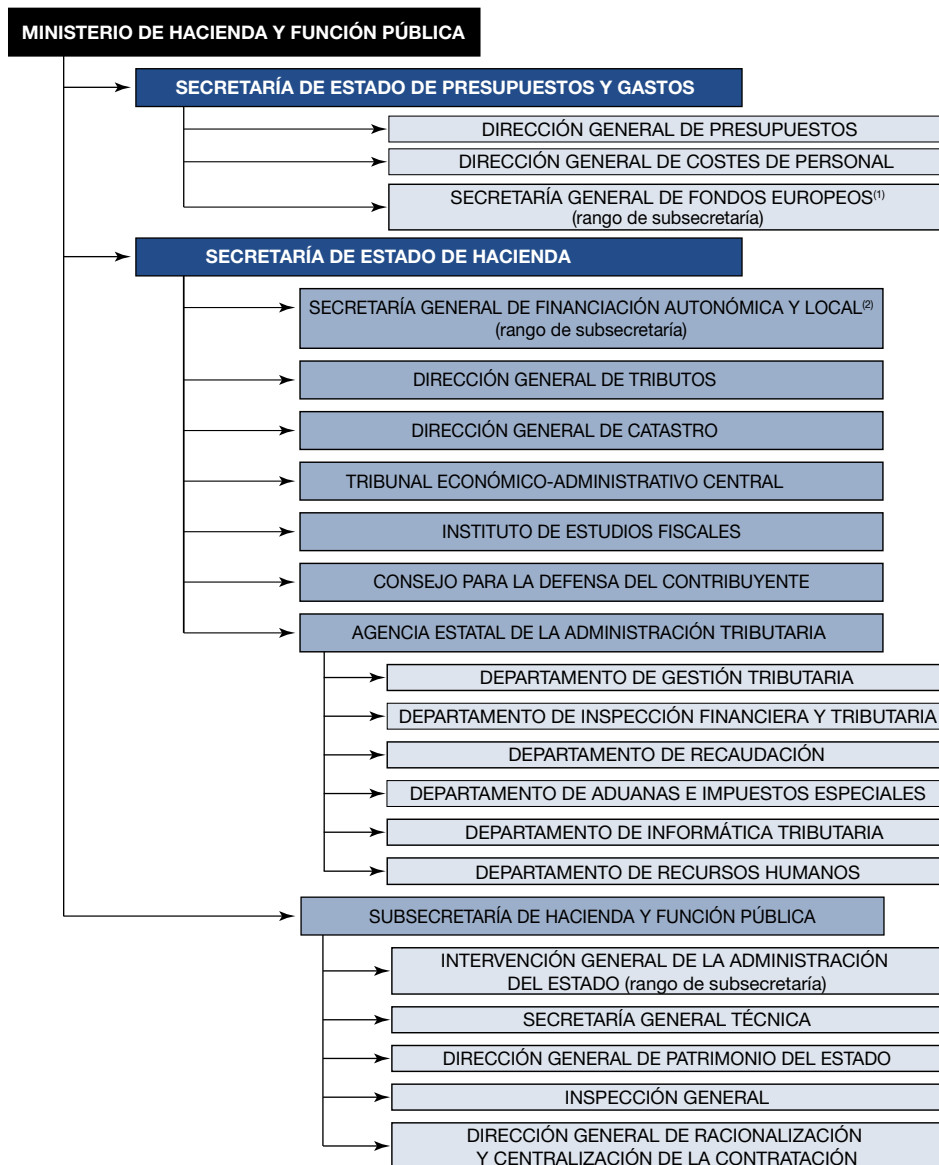 MINISTERIO DE HACIENDA Y FUNCIÓN PÚBLICA
SECRETARÍA DE ESTADO DE PRESUPUESTOS Y GASTOS
DIRECCIÓN GENERAL DE PRESUPUESTOS
DIRECCIÓN GENERAL DE COSTES DE PERSONAL
SECRETARÍA GENERAL DE FONDOS EUROPEOS(1)
(rango de subsecretaría)
SECRETARÍA DE ESTADO DE HACIENDA
SECRETARÍA GENERAL DE FINANCIACIÓN AUTONÓMICA Y LOCAL(2)
(rango de subsecretaría)
DIRECCIÓN GENERAL DE TRIBUTOS
DIRECCIÓN GENERAL DE CATASTRO
TRIBUNAL ECONÓMICO-ADMINISTRATIVO CENTRAL
INSTITUTO DE ESTUDIOS FISCALES
CONSEJO PARA LA DEFENSA DEL CONTRIBUYENTE
AGENCIA ESTATAL DE LA ADMINISTRACIÓN TRIBUTARIA
DEPARTAMENTO DE GESTIÓN TRIBUTARIA
DEPARTAMENTO DE INSPECCIÓN FINANCIERA Y TRIBUTARIA
DEPARTAMENTO DE RECAUDACIÓN
DEPARTAMENTO DE ADUANAS E IMPUESTOS ESPECIALES
DEPARTAMENTO DE INFORMÁTICA TRIBUTARIA
DEPARTAMENTO DE RECURSOS HUMANOS
SUBSECRETARÍA DE HACIENDA Y FUNCIÓN PÚBLICA
INTERVENCIÓN GENERAL DE LA ADMINISTRACIÓN
DEL ESTADO (rango de subsecretaría)
SECRETARÍA GENERAL TÉCNICA
DIRECCIÓN GENERAL DE PATRIMONIO DEL ESTADO
INSPECCIÓN GENERAL
DIRECCIÓN GENERAL DE RACIONALIZACIÓN
Y CENTRALIZACIÓN DE LA CONTRATACIÓN